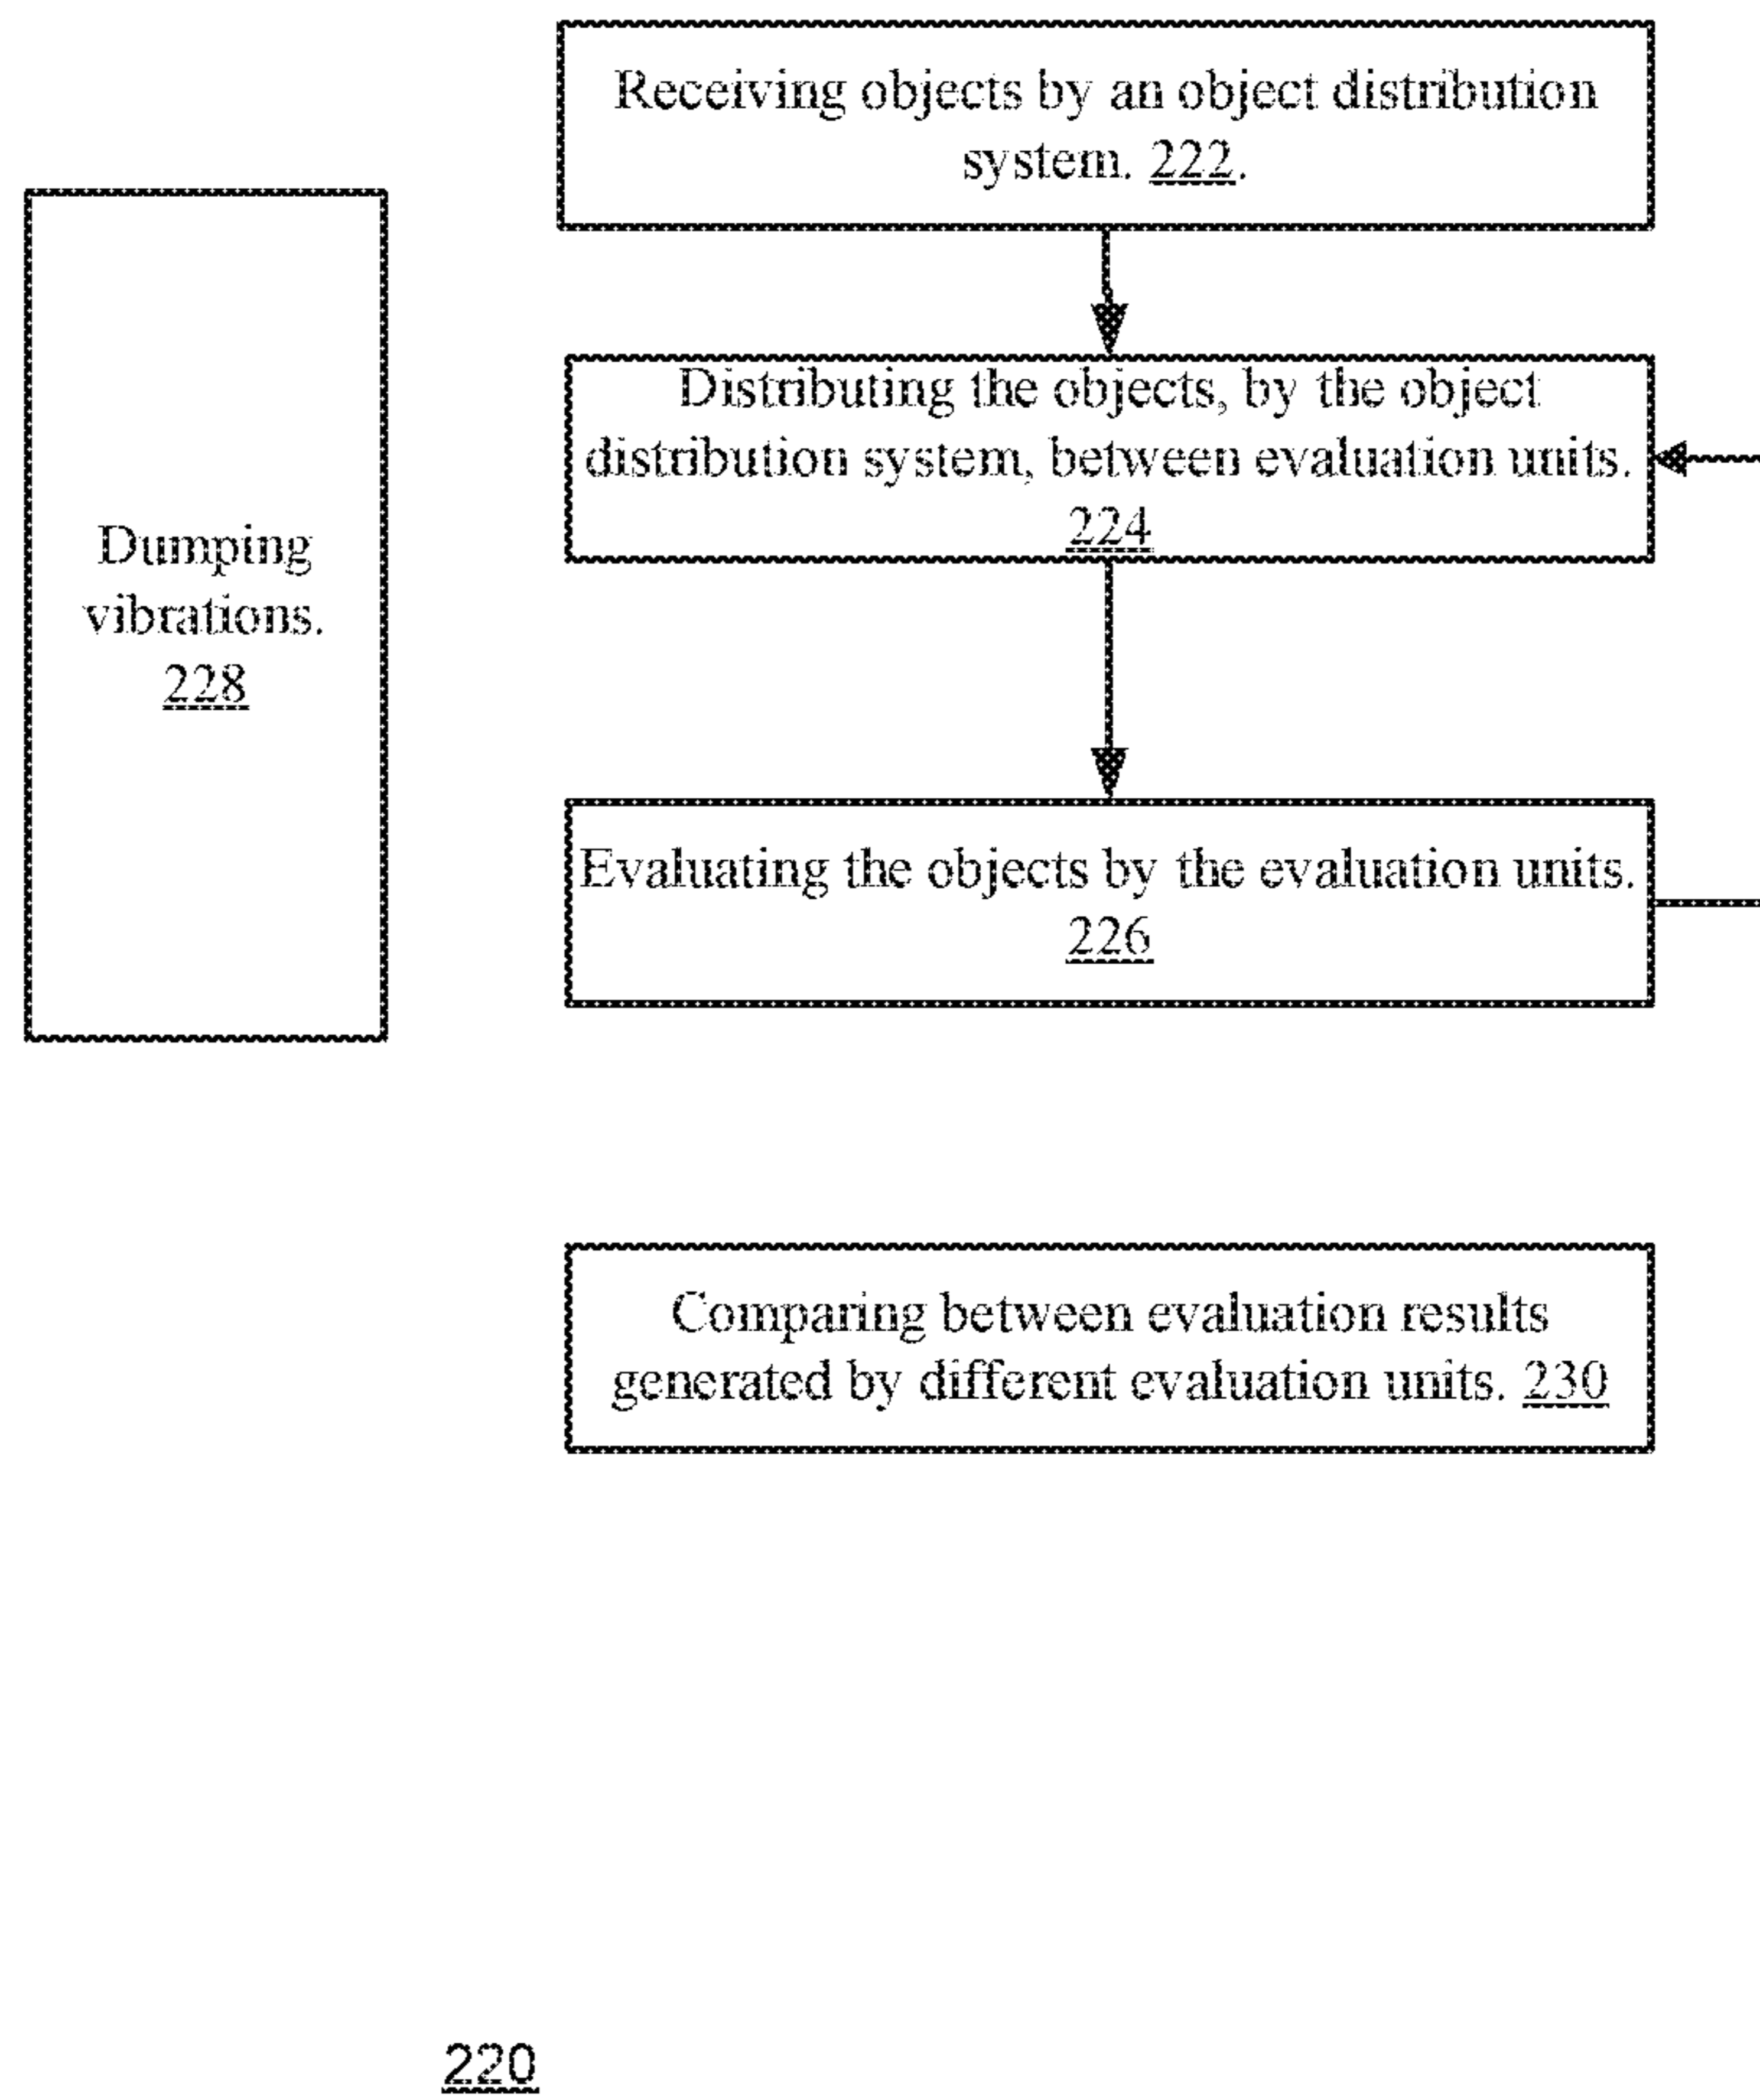 Receiving objects by an object distribution
system. 222.
Distributing the objects, by the object
distribution system, between evaluation units.
224
Dumping
vibrations.
228
Evaluating the objects by the evaluation units.
226
Comparing between evaluation results
generated by different evaluation units. 230
220